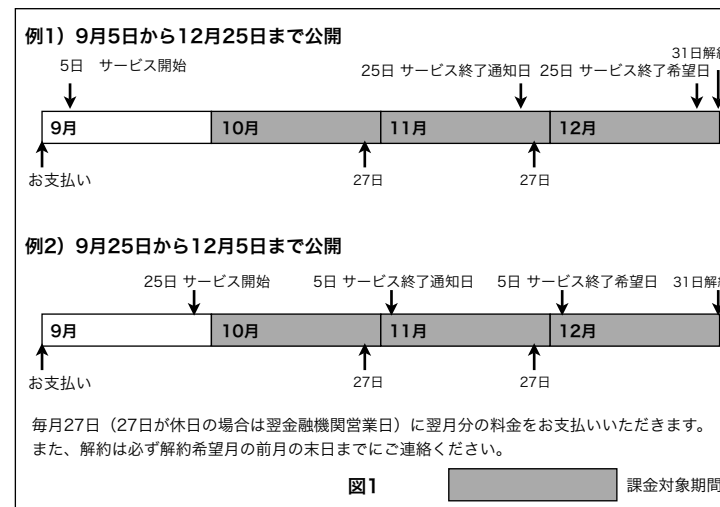 例1）9月5日から12月25日まで公開
31日解約
5日　サービス開始
25日 サービス終了通知日
25日 サービス終了希望日
9月
10月
11月
12月
お支払い
27日
27日
例2）9月25日から12月5日まで公開
25日 サービス開始
5日 サービス終了通知日
5日 サービス終了希望日
31日解約
9月
10月
11月
12月
お支払い
27日
27日
毎月27日（27日が休日の場合は翌金融機関営業日）に翌月分の料金をお支払いいただきます。
また、解約は必ず解約希望月の前月の末日までにご連絡ください。
図1
課金対象期間